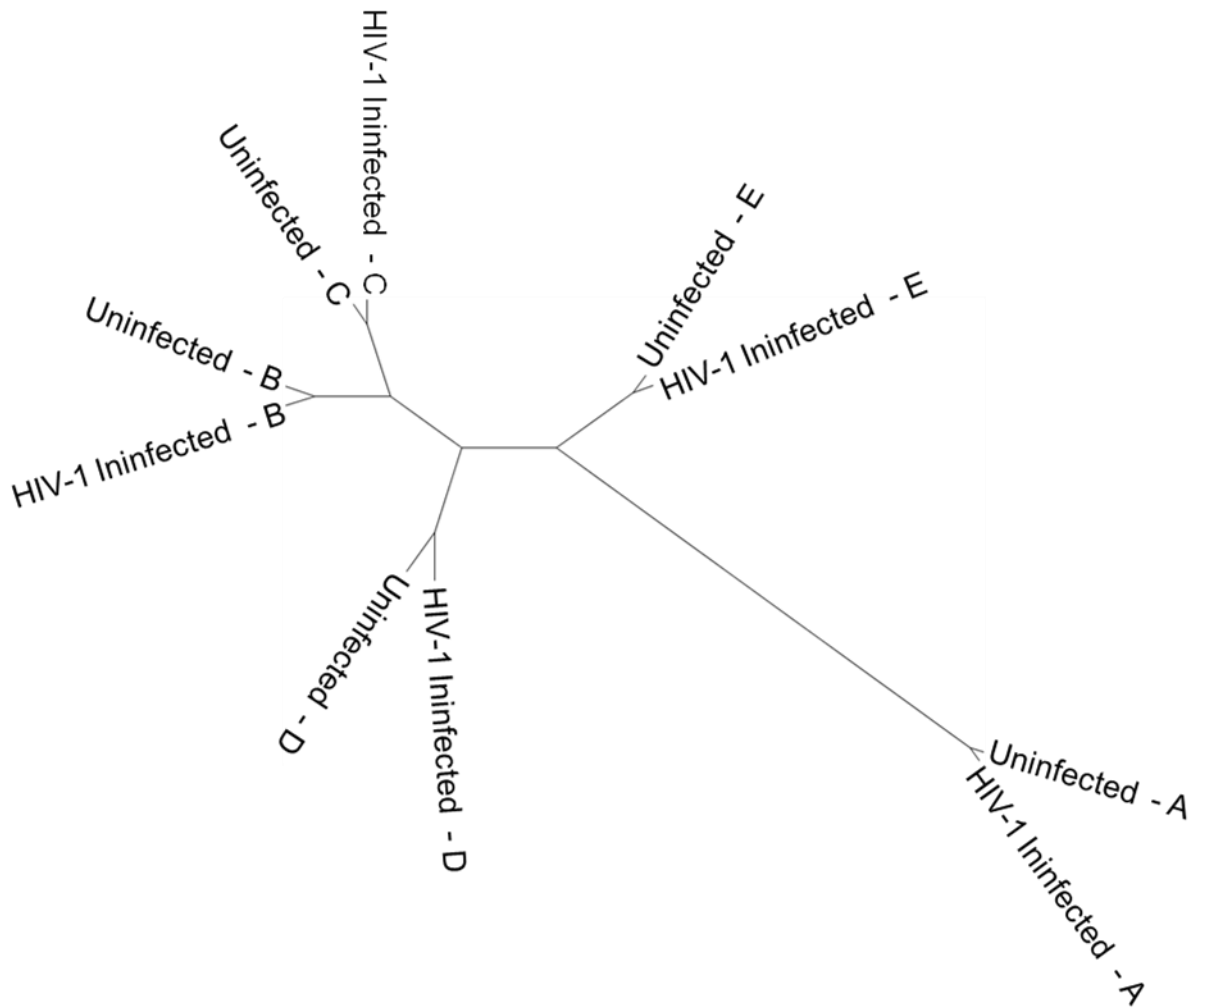 HIV-1 Ininfected - C
Uninfected - C
Uninfected - E
HIV-1 Ininfected - E
Uninfected - B
HIV-1 Ininfected - B
Uninfected - D
HIV-1 Ininfected - D
Uninfected - A
HIV-1 Ininfected - A